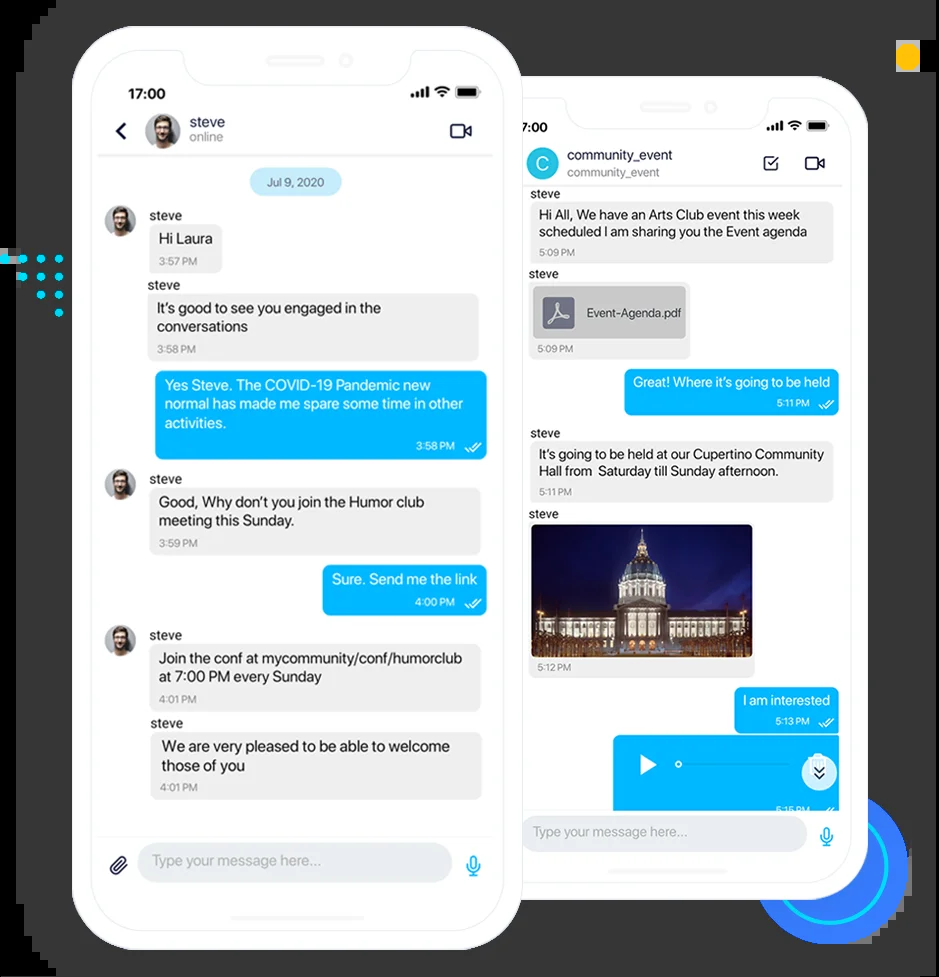 17:00
steve
online
Jul 9, 2020
steve
Hi Laura
3:57 PM
steve
It's good to see you engaged in the
conversations
3:58 PM
Yes Steve. The COVID-19 Pandemic new
normal has made me spare some time in other
activities.
3:58 PM
steve
Good, Why don't you join the Humor club
meeting this Sunday.
3:59 PM
Sure. Send me the link
4:00 PM
steve
Join the conf at mycommunity/conf/humorclub
at 7:00 PM every Sunday
4:01 PM
steve
We are very pleased to be able to welcome
those of you
4:01 PM
Type your message here...
7:00
C
community_event
community_event
steve
Hi All, We have an Arts Club event this week
scheduled I am sharing you the Event agenda
5:09 PM
steve
Event-Agenda.pdf
5:09 PM
Great! Where it's going to be held
5:11 PM
steve
It's going to be held at our Cupertino Community
Hall from Saturday till Sunday afternoon.
5:11 PM
steve
5:12 PM
I am interested
5:13 PM
5:15 PM
Type your message here...